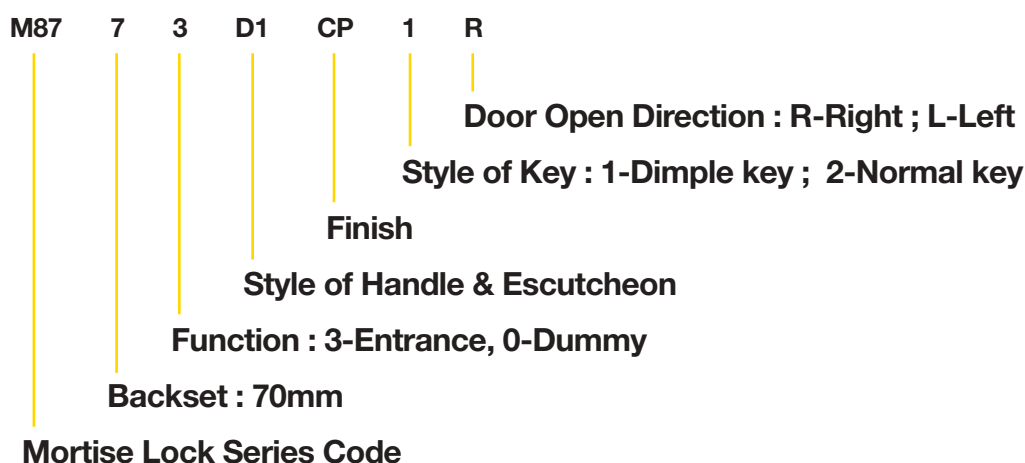 M87 7 3 D1 CP 1 R
Door Open Direction : R-Right ; L-Left
Style of Key : 1-Dimple key ; 2-Normal key
Finish
Style of Handle & Escutcheon
Function : 3-Entrance, 0-Dummy
Backset : 70mm
Mortise Lock Series Code